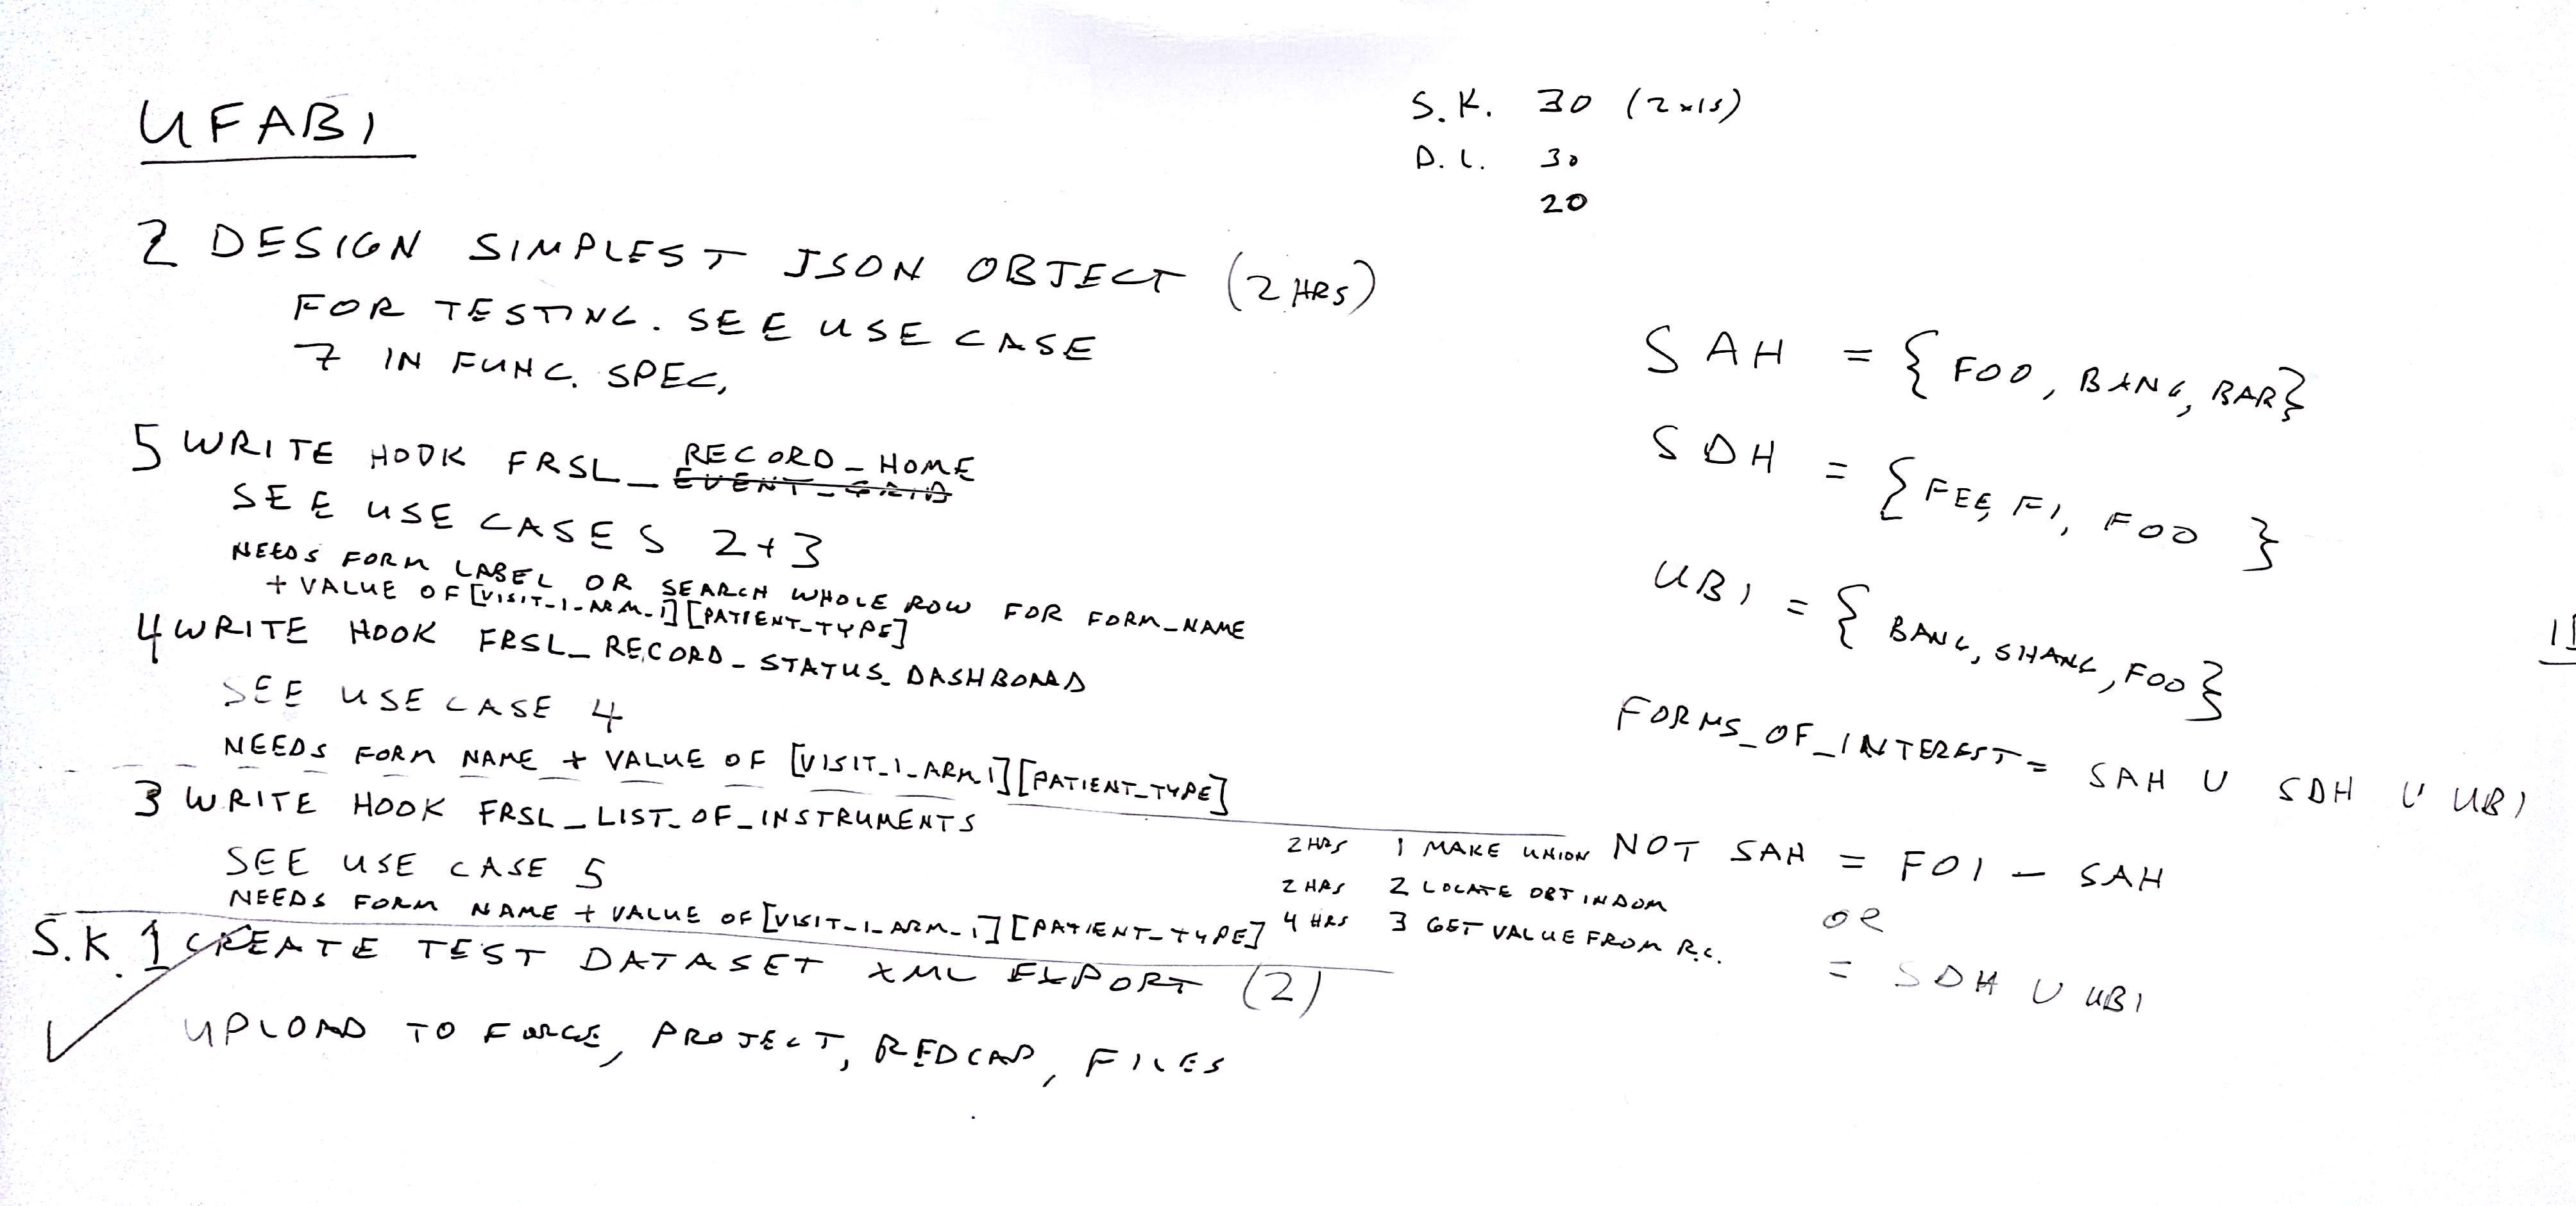 UFABI
S.K. 30 (2x15)
D.L. 30
20
2 DESIGN SIMPLEST JSON OBJECT (2 HRS)
FOR TESTING. SEE USE CASE
7 IN FUNC. SPEC.
5 WRITE HOOK FRSL_RECORD_HOME
EVENT_GRID
SEE USE CASES 2+3
NEEDS FORM LABEL OR SEARCH WHOLE ROW FOR FORM_NAME
+ VALUE OF [VISIT_1_ARM_1][PATIENT_TYPE]
4 WRITE HOOK FRSL_RECORD_STATUS_DASHBOARD
SEE USE CASE 4
NEEDS FORM NAME + VALUE OF [VISIT_1_ARM1][PATIENT_TYPE]
3 WRITE HOOK FRSL_LIST_OF_INSTRUMENTS
SEE USE CASE 5
NEEDS FORM NAME + VALUE OF [VISIT_1_ARM_1][PATIENT_TYPE]
S.K. 1 CREATE TEST DATASET XML EXPORT (2)
UPLOAD TO FORGE, PROJECT, REDCAP, FILES
2 HRS 1 MAKE UNION
2 HRS 2 LOCATE OBJ IN DOM
4 HRS 3 GET VALUE FROM R.C.
SAH = {FOO, BANG, BAR}
SDH = {FEE, FI, FOO}
UBI = {BANG, SHANG, FOO}
FORMS_OF_INTEREST = SAH U SDH U UBI
NOT SAH = FOI - SAH
OR
= SDH U UBI